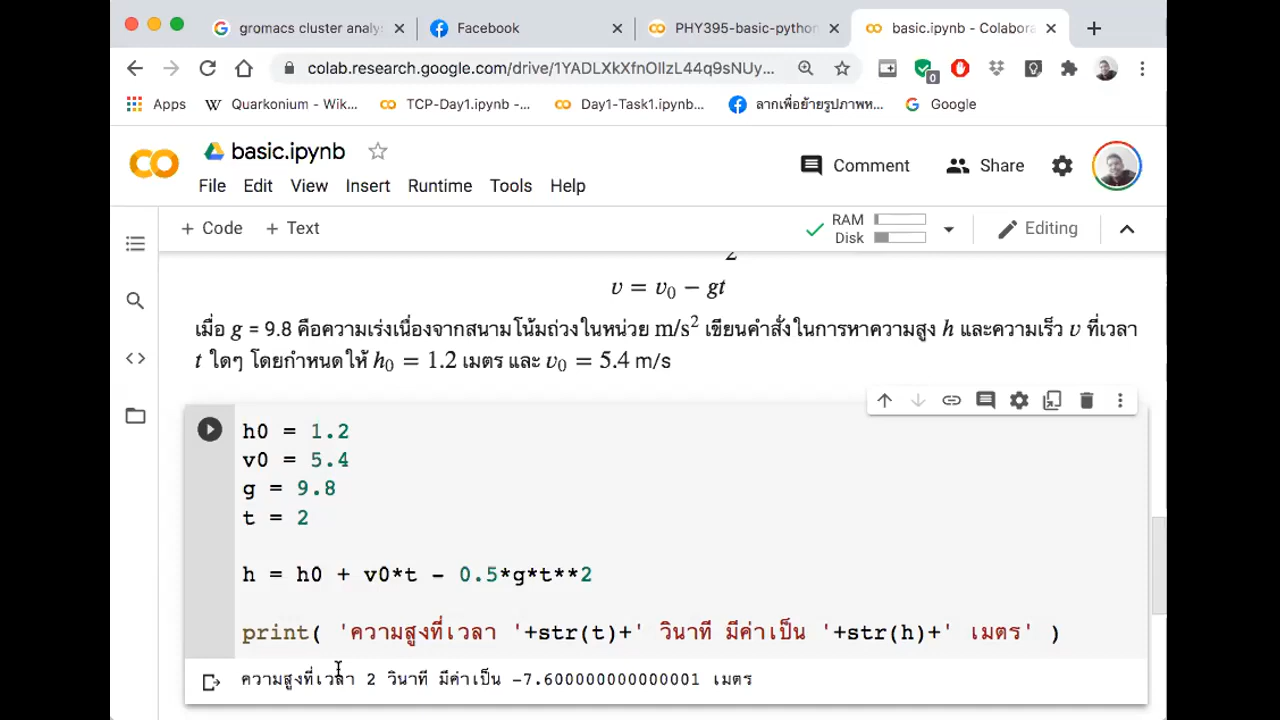 gromacs cluster analys
Facebook
PHY395-basic-python
basic.ipynb - Colabora
colab.research.google.com/drive/1YADLXkXfnOIlzL44q9sNUy...
0
Apps
Quarkonium - Wik...
TCP-Day1.ipynb -...
Day1-Task1.ipynb...
ลากเพื่อย้ายรูปภาพห...
Google
basic.ipynb
Comment
Share
File Edit View Insert Runtime Tools Help
+ Code + Text
RAM
Disk
Editing
2
v = v₀ − gt
เมื่อ g = 9.8 คือความเร่งเนื่องจากสนามโน้มถ่วงในหน่วย m/s² เขียนคำสั่งในการหาความสูง h และความเร็ว v ที่เวลา
t ใดๆ โดยกำหนดให้ h₀ = 1.2 เมตร และ v₀ = 5.4 m/s
h0 = 1.2
v0 = 5.4
g = 9.8
t = 2
h = h0 + v0*t - 0.5*g*t**2
print( 'ความสูงที่เวลา '+str(t)+' วินาที มีค่าเป็น '+str(h)+' เมตร' )
ความสูงที่เวลา 2 วินาที มีค่าเป็น -7.600000000000001 เมตร